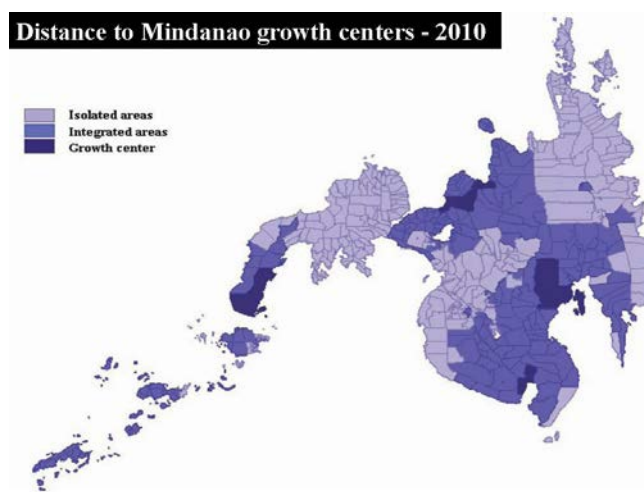 Distance to Mindanao growth centers - 2010
Isolated areas
Integrated areas
Growth center